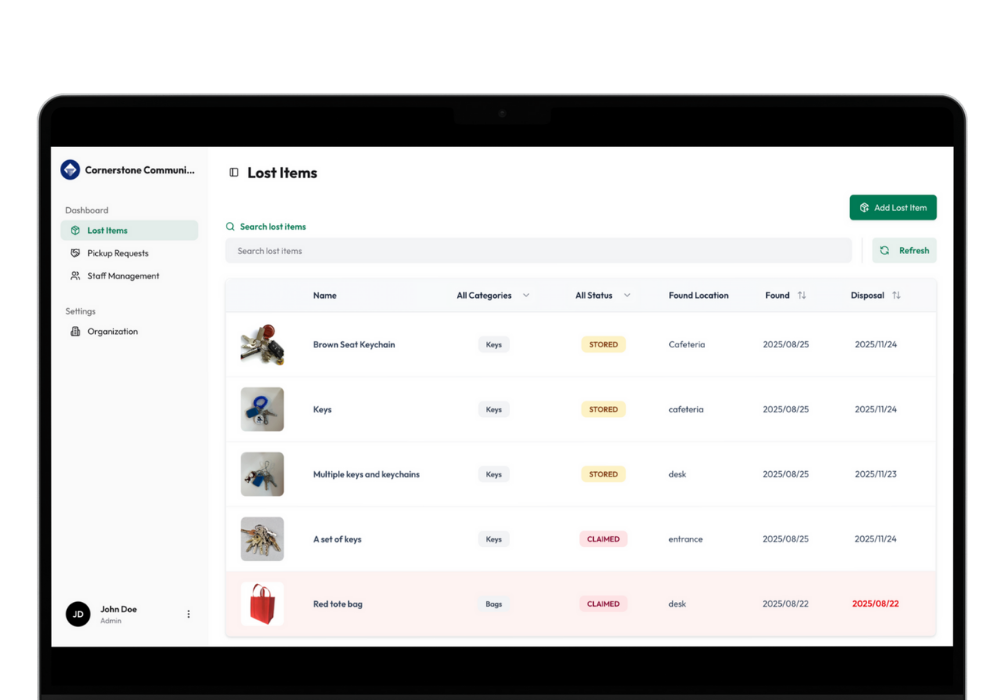 Cornerstone Communi...
Dashboard
Lost Items
Pickup Requests
Staff Management
Settings
Organization
John Doe
Admin
JD
Lost Items
Add Lost Item
Search lost items
Search lost items
Refresh
Name All Categories All Status Found Location Found Disposal
Brown Seat Keychain Keys STORED Cafeteria 2025/08/25 2025/11/24
Keys Keys STORED cafeteria 2025/08/25 2025/11/24
Multiple keys and keychains Keys STORED desk 2025/08/25 2025/11/23
A set of keys Keys CLAIMED entrance 2025/08/25 2025/11/24
Red tote bag Bags CLAIMED desk 2025/08/22 2025/08/22